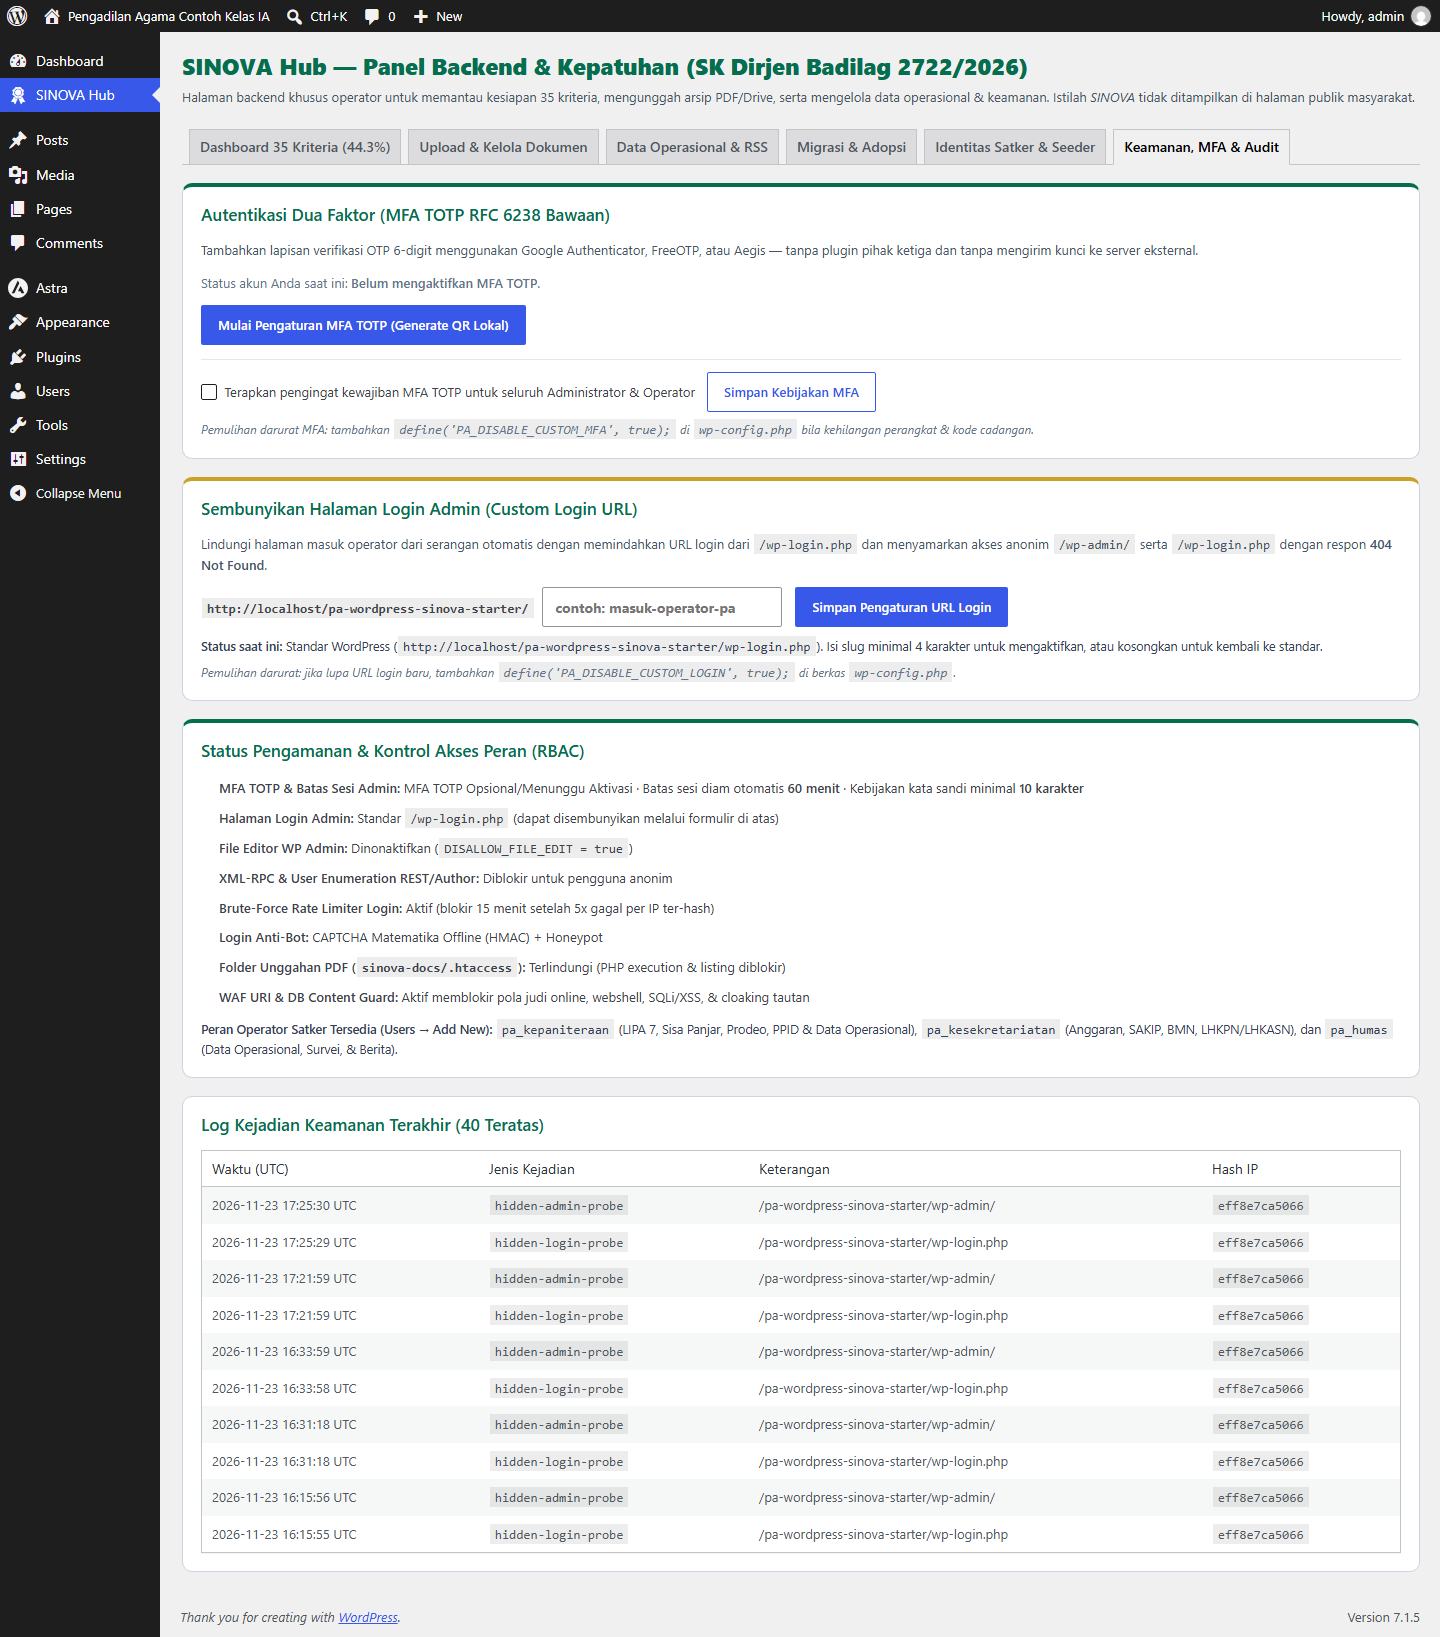 Pengadilan Agama Contoh Kelas IA
Ctrl+K
0
New
Howdy, admin
Dashboard
SINOVA Hub
Posts
Media
Pages
Comments
Astra
Appearance
Plugins
Users
Tools
Settings
Collapse Menu
SINOVA Hub — Panel Backend & Kepatuhan (SK Dirjen Badilag 2722/2026)
Halaman backend khusus operator untuk memantau kesiapan 35 kriteria, mengunggah arsip PDF/Drive, serta mengelola data operasional & keamanan. Istilah SINOVA tidak ditampilkan di halaman publik masyarakat.
Dashboard 35 Kriteria (44.3%)
Upload & Kelola Dokumen
Data Operasional & RSS
Migrasi & Adopsi
Identitas Satker & Seeder
Keamanan, MFA & Audit
Autentikasi Dua Faktor (MFA TOTP RFC 6238 Bawaan)
Tambahkan lapisan verifikasi OTP 6-digit menggunakan Google Authenticator, FreeOTP, atau Aegis — tanpa plugin pihak ketiga dan tanpa mengirim kunci ke server eksternal.
Status akun Anda saat ini: Belum mengaktifkan MFA TOTP.
Mulai Pengaturan MFA TOTP (Generate QR Lokal)
Terapkan pengingat kewajiban MFA TOTP untuk seluruh Administrator & Operator
Simpan Kebijakan MFA
Pemulihan darurat MFA: tambahkan define('PA_DISABLE_CUSTOM_MFA', true); di wp-config.php bila kehilangan perangkat & kode cadangan.
Sembunyikan Halaman Login Admin (Custom Login URL)
Lindungi halaman masuk operator dari serangan otomatis dengan memindahkan URL login dari /wp-login.php dan menyamarkan akses anonim /wp-admin/ serta /wp-login.php dengan respon 404
Not Found.
http://localhost/pa-wordpress-sinova-starter/
contoh: masuk-operator-pa
Simpan Pengaturan URL Login
Status saat ini: Standar WordPress (http://localhost/pa-wordpress-sinova-starter/wp-login.php). Isi slug minimal 4 karakter untuk mengaktifkan, atau kosongkan untuk kembali ke standar.
Pemulihan darurat: jika lupa URL login baru, tambahkan define('PA_DISABLE_CUSTOM_LOGIN', true); di berkas wp-config.php.
Status Pengamanan & Kontrol Akses Peran (RBAC)
MFA TOTP & Batas Sesi Admin: MFA TOTP Opsional/Menunggu Aktivasi · Batas sesi diam otomatis 60 menit · Kebijakan kata sandi minimal 10 karakter
Halaman Login Admin: Standar /wp-login.php (dapat disembunyikan melalui formulir di atas)
File Editor WP Admin: Dinonaktifkan (DISALLOW_FILE_EDIT = true)
XML-RPC & User Enumeration REST/Author: Diblokir untuk pengguna anonim
Brute-Force Rate Limiter Login: Aktif (blokir 15 menit setelah 5x gagal per IP ter-hash)
Login Anti-Bot: CAPTCHA Matematika Offline (HMAC) + Honeypot
Folder Unggahan PDF (sinova-docs/.htaccess): Terlindungi (PHP execution & listing diblokir)
WAF URI & DB Content Guard: Aktif memblokir pola judi online, webshell, SQLi/XSS, & cloaking tautan
Peran Operator Satker Tersedia (Users → Add New): pa_kepaniteraan (LIPA 7, Sisa Panjar, Prodeo, PPID & Data Operasional), pa_kesekretariatan (Anggaran, SAKIP, BMN, LHKPN/LHKASN), dan pa_humas
(Data Operasional, Survei, & Berita).
Log Kejadian Keamanan Terakhir (40 Teratas)
Waktu (UTC) Jenis Kejadian Keterangan Hash IP
2026-11-23 17:25:30 UTC hidden-admin-probe /pa-wordpress-sinova-starter/wp-admin/ eff8e7ca5066
2026-11-23 17:25:29 UTC hidden-login-probe /pa-wordpress-sinova-starter/wp-login.php eff8e7ca5066
2026-11-23 17:21:59 UTC hidden-admin-probe /pa-wordpress-sinova-starter/wp-admin/ eff8e7ca5066
2026-11-23 17:21:59 UTC hidden-login-probe /pa-wordpress-sinova-starter/wp-login.php eff8e7ca5066
2026-11-23 16:33:59 UTC hidden-admin-probe /pa-wordpress-sinova-starter/wp-admin/ eff8e7ca5066
2026-11-23 16:33:58 UTC hidden-login-probe /pa-wordpress-sinova-starter/wp-login.php eff8e7ca5066
2026-11-23 16:31:18 UTC hidden-admin-probe /pa-wordpress-sinova-starter/wp-admin/ eff8e7ca5066
2026-11-23 16:31:18 UTC hidden-login-probe /pa-wordpress-sinova-starter/wp-login.php eff8e7ca5066
2026-11-23 16:15:56 UTC hidden-admin-probe /pa-wordpress-sinova-starter/wp-admin/ eff8e7ca5066
2026-11-23 16:15:55 UTC hidden-login-probe /pa-wordpress-sinova-starter/wp-login.php eff8e7ca5066
Thank you for creating with WordPress.
Version 7.1.5